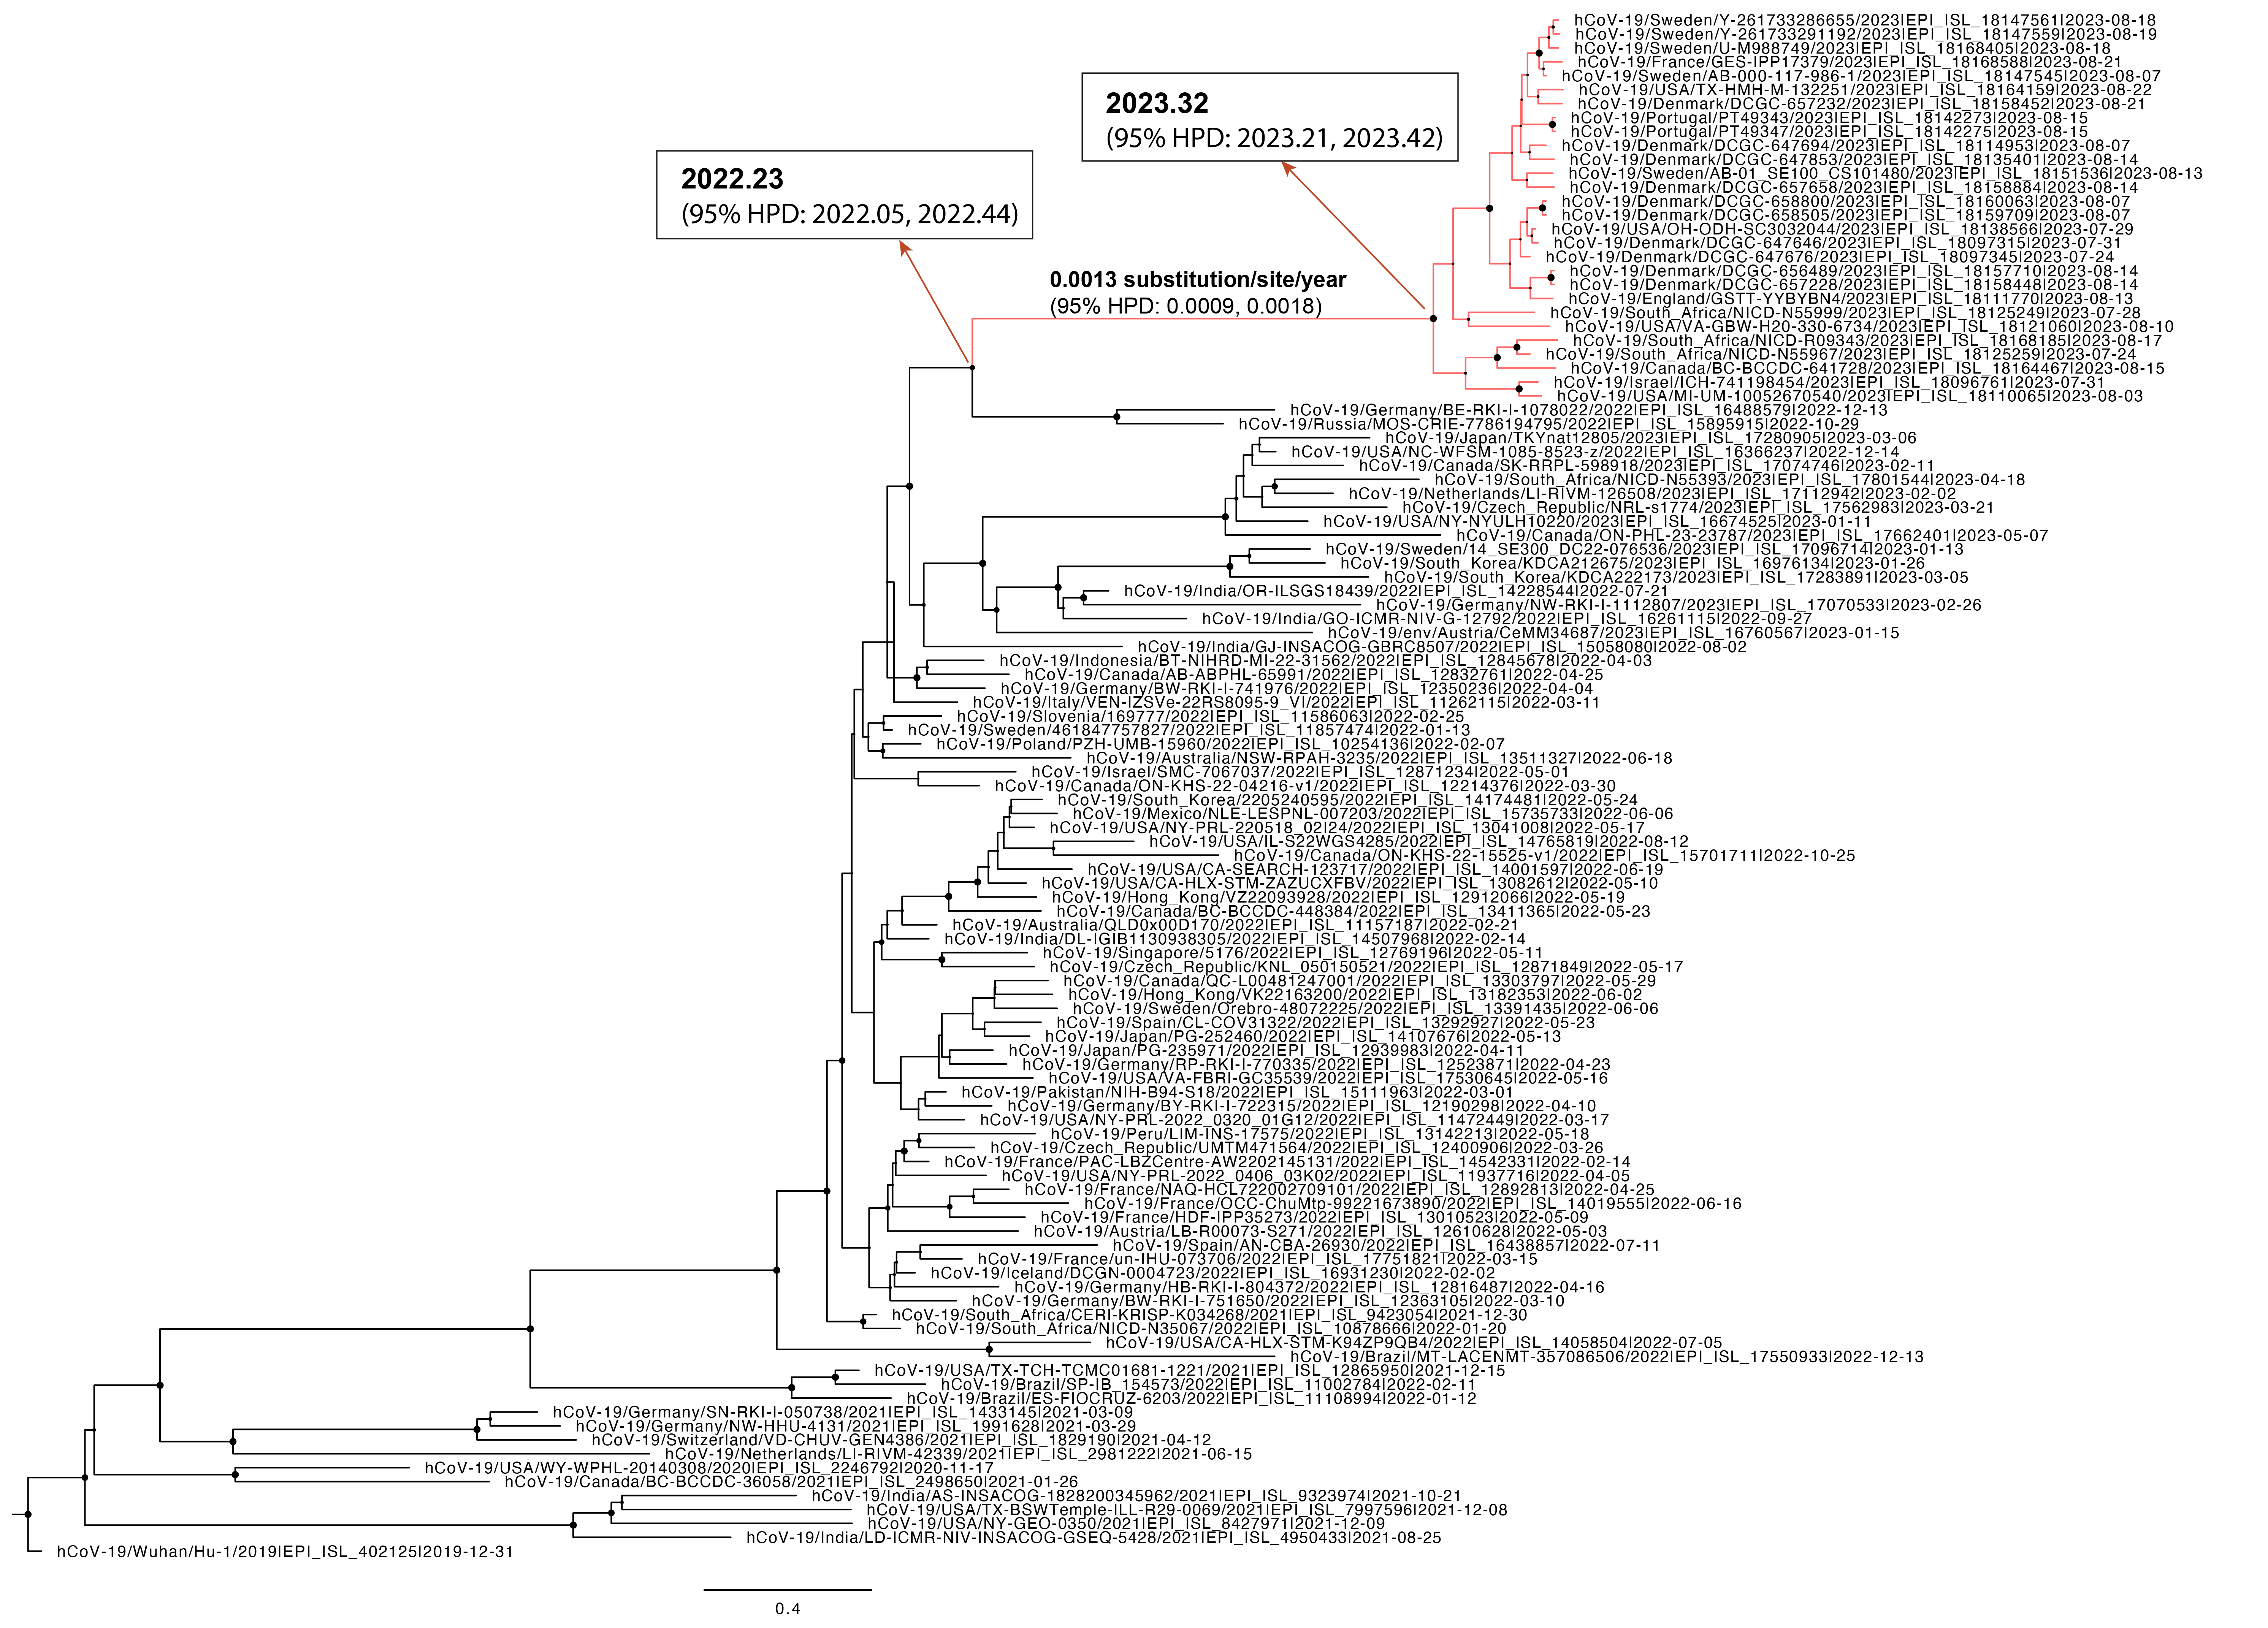 hCoV-19/Sweden/Y-261733286655/2023|EPI_ISL_18147561|2023-08-18
hCoV-19/Sweden/Y-261733291192/2023|EPI_ISL_18147559|2023-08-19
hCoV-19/Sweden/U-M988749/2023|EPI_ISL_18168405|2023-08-18
hCoV-19/France/GES-IPP17379/2023|EPI_ISL_18168588|2023-08-21
hCoV-19/Sweden/AB-000-117-986-1/2023|EPI_ISL_18147545|2023-08-07
hCoV-19/USA/TX-HMH-M-132251/2023|EPI_ISL_18164159|2023-08-22
hCoV-19/Denmark/DCGC-657232/2023|EPI_ISL_18158452|2023-08-21
hCoV-19/Portugal/PT49343/2023|EPI_ISL_18142273|2023-08-15
hCoV-19/Portugal/PT49347/2023|EPI_ISL_18142275|2023-08-15
hCoV-19/Denmark/DCGC-647694/2023|EPI_ISL_18114953|2023-08-07
hCoV-19/Denmark/DCGC-647853/2023|EPI_ISL_18135401|2023-08-14
hCoV-19/Sweden/AB-01_SE100_CS101480/2023|EPI_ISL_18151536|2023-08-13
hCoV-19/Denmark/DCGC-657658/2023|EPI_ISL_18158884|2023-08-14
hCoV-19/Denmark/DCGC-658800/2023|EPI_ISL_18160063|2023-08-07
hCoV-19/Denmark/DCGC-658505/2023|EPI_ISL_18159709|2023-08-07
hCoV-19/USA/OH-ODH-SC3032044/2023|EPI_ISL_18138566|2023-07-29
hCoV-19/Denmark/DCGC-647646/2023|EPI_ISL_18097315|2023-07-31
hCoV-19/Denmark/DCGC-647676/2023|EPI_ISL_18097345|2023-07-24
hCoV-19/Denmark/DCGC-656489/2023|EPI_ISL_18157710|2023-08-14
hCoV-19/Denmark/DCGC-657228/2023|EPI_ISL_18158448|2023-08-14
hCoV-19/England/GSTT-YYBYBN4/2023|EPI_ISL_18111770|2023-08-13
hCoV-19/South_Africa/NICD-N55999/2023|EPI_ISL_18125249|2023-07-28
hCoV-19/USA/VA-GBW-H20-330-6734/2023|EPI_ISL_18121060|2023-08-10
hCoV-19/South_Africa/NICD-R09343/2023|EPI_ISL_18168185|2023-08-17
hCoV-19/South_Africa/NICD-N55967/2023|EPI_ISL_18125259|2023-07-24
hCoV-19/Canada/BC-BCCDC-641728/2023|EPI_ISL_18164467|2023-08-15
hCoV-19/Israel/ICH-741198454/2023|EPI_ISL_18096761|2023-07-31
hCoV-19/USA/MI-UM-10052670540/2023|EPI_ISL_18110065|2023-08-03
2023.32
(95% HPD: 2023.21, 2023.42)
2022.23
(95% HPD: 2022.05, 2022.44)
0.0013 substitution/site/year
(95% HPD: 0.0009, 0.0018)
hCoV-19/Germany/BE-RKI-I-1078022/2022|EPI_ISL_16488579|2022-12-13
hCoV-19/Russia/MOS-CRIE-7786194795/2022|EPI_ISL_15895915|2022-10-29
hCoV-19/Japan/TKYnat12805/2023|EPI_ISL_17280905|2023-03-06
hCoV-19/USA/NC-WFSM-1085-8523-z/2022|EPI_ISL_16366237|2022-12-14
hCoV-19/Canada/SK-RRPL-598918/2023|EPI_ISL_17074746|2023-02-11
hCoV-19/South_Africa/NICD-N55393/2023|EPI_ISL_17801544|2023-04-18
hCoV-19/Netherlands/LI-RIVM-126508/2023|EPI_ISL_17112942|2023-02-02
hCoV-19/Czech_Republic/NRL-s1774/2023|EPI_ISL_17562983|2023-03-21
hCoV-19/USA/NY-NYULH10220/2023|EPI_ISL_16674525|2023-01-11
hCoV-19/Canada/ON-PHL-23-23787/2023|EPI_ISL_17662401|2023-05-07
hCoV-19/Sweden/14_SE300_DC22-076536/2023|EPI_ISL_17096714|2023-01-13
hCoV-19/South_Korea/KDCA212675/2023|EPI_ISL_16976134|2023-01-26
hCoV-19/South_Korea/KDCA222173/2023|EPI_ISL_17283891|2023-03-05
hCoV-19/India/OR-ILSGS18439/2022|EPI_ISL_14228544|2022-07-21
hCoV-19/Germany/NW-RKI-I-1112807/2023|EPI_ISL_17070533|2023-02-26
hCoV-19/India/GO-ICMR-NIV-G-12792/2022|EPI_ISL_16261115|2022-09-27
hCoV-19/env/Austria/CeMM34687/2023|EPI_ISL_16760567|2023-01-15
hCoV-19/India/GJ-INSACOG-GBRC8507/2022|EPI_ISL_15058080|2022-08-02
hCoV-19/Indonesia/BT-NIHRD-MI-22-31562/2022|EPI_ISL_12845678|2022-04-03
hCoV-19/Canada/AB-ABPHL-65991/2022|EPI_ISL_12832761|2022-04-25
hCoV-19/Germany/BW-RKI-I-741976/2022|EPI_ISL_12350236|2022-04-04
hCoV-19/Italy/VEN-IZSVe-22RS8095-9_VI/2022|EPI_ISL_11262115|2022-03-11
hCoV-19/Slovenia/169777/2022|EPI_ISL_11586063|2022-02-25
hCoV-19/Sweden/461847757827/2022|EPI_ISL_11857474|2022-01-13
hCoV-19/Poland/PZH-UMB-15960/2022|EPI_ISL_10254136|2022-02-07
hCoV-19/Australia/NSW-RPAH-3235/2022|EPI_ISL_13511327|2022-06-18
hCoV-19/Israel/SMC-7067037/2022|EPI_ISL_12871234|2022-05-01
hCoV-19/Canada/ON-KHS-22-04216-v1/2022|EPI_ISL_12214376|2022-03-30
hCoV-19/South_Korea/2205240595/2022|EPI_ISL_14174481|2022-05-24
hCoV-19/Mexico/NLE-LESPNL-007203/2022|EPI_ISL_15735733|2022-06-06
hCoV-19/USA/NY-PRL-220518_02I24/2022|EPI_ISL_13041008|2022-05-17
hCoV-19/USA/IL-S22WGS4285/2022|EPI_ISL_14765819|2022-08-12
hCoV-19/Canada/ON-KHS-22-15525-v1/2022|EPI_ISL_15701711|2022-10-25
hCoV-19/USA/CA-SEARCH-123717/2022|EPI_ISL_14001597|2022-06-19
hCoV-19/USA/CA-HLX-STM-ZAZUCXFBV/2022|EPI_ISL_13082612|2022-05-10
hCoV-19/Hong_Kong/VZ22093928/2022|EPI_ISL_12912066|2022-05-19
hCoV-19/Canada/BC-BCCDC-448384/2022|EPI_ISL_13411365|2022-05-23
hCoV-19/Australia/QLD0x00D170/2022|EPI_ISL_11157187|2022-02-21
hCoV-19/India/DL-IGIB1130938305/2022|EPI_ISL_14507968|2022-02-14
hCoV-19/Singapore/5176/2022|EPI_ISL_12769196|2022-05-11
hCoV-19/Czech_Republic/KNL_050150521/2022|EPI_ISL_12871849|2022-05-17
hCoV-19/Canada/QC-L00481247001/2022|EPI_ISL_13303797|2022-05-29
hCoV-19/Hong_Kong/VK22163200/2022|EPI_ISL_13182353|2022-06-02
hCoV-19/Sweden/Orebro-48072225/2022|EPI_ISL_13391435|2022-06-06
hCoV-19/Spain/CL-COV31322/2022|EPI_ISL_13292927|2022-05-23
hCoV-19/Japan/PG-252460/2022|EPI_ISL_14107676|2022-05-13
hCoV-19/Japan/PG-235971/2022|EPI_ISL_12939983|2022-04-11
hCoV-19/Germany/RP-RKI-I-770335/2022|EPI_ISL_12523871|2022-04-23
hCoV-19/USA/VA-FBRI-GC35539/2022|EPI_ISL_17530645|2022-05-16
hCoV-19/Pakistan/NIH-B94-S18/2022|EPI_ISL_15111963|2022-03-01
hCoV-19/Germany/BY-RKI-I-722315/2022|EPI_ISL_12190298|2022-04-10
hCoV-19/USA/NY-PRL-2022_0320_01G12/2022|EPI_ISL_11472449|2022-03-17
hCoV-19/Peru/LIM-INS-17575/2022|EPI_ISL_13142213|2022-05-18
hCoV-19/Czech_Republic/UMTM471564/2022|EPI_ISL_12400906|2022-03-26
hCoV-19/France/PAC-LBZCentre-AW2202145131/2022|EPI_ISL_14542331|2022-02-14
hCoV-19/USA/NY-PRL-2022_0406_03K02/2022|EPI_ISL_11937716|2022-04-05
hCoV-19/France/NAQ-HCL722002709101/2022|EPI_ISL_12892813|2022-04-25
hCoV-19/France/OCC-ChuMtp-99221673890/2022|EPI_ISL_14019555|2022-06-16
hCoV-19/France/HDF-IPP35273/2022|EPI_ISL_13010523|2022-05-09
hCoV-19/Austria/LB-R00073-S271/2022|EPI_ISL_12610628|2022-05-03
hCoV-19/Spain/AN-CBA-26930/2022|EPI_ISL_16438857|2022-07-11
hCoV-19/France/un-IHU-073706/2022|EPI_ISL_17751821|2022-03-15
hCoV-19/Iceland/DCGN-0004723/2022|EPI_ISL_16931230|2022-02-02
hCoV-19/Germany/HB-RKI-I-804372/2022|EPI_ISL_12816487|2022-04-16
hCoV-19/Germany/BW-RKI-I-751650/2022|EPI_ISL_12363105|2022-03-10
hCoV-19/South_Africa/CERI-KRISP-K034268/2021|EPI_ISL_9423054|2021-12-30
hCoV-19/South_Africa/NICD-N35067/2022|EPI_ISL_10878666|2022-01-20
hCoV-19/USA/CA-HLX-STM-K94ZP9QB4/2022|EPI_ISL_14058504|2022-07-05
hCoV-19/Brazil/MT-LACENMT-357086506/2022|EPI_ISL_17550933|2022-12-13
hCoV-19/USA/TX-TCH-TCMC01681-1221/2021|EPI_ISL_12865950|2021-12-15
hCoV-19/Brazil/SP-IB_154573/2022|EPI_ISL_11002784|2022-02-11
hCoV-19/Brazil/ES-FIOCRUZ-6203/2022|EPI_ISL_11108994|2022-01-12
hCoV-19/Germany/SN-RKI-I-050738/2021|EPI_ISL_1433145|2021-03-09
hCoV-19/Germany/NW-HHU-4131/2021|EPI_ISL_1991628|2021-03-29
hCoV-19/Switzerland/VD-CHUV-GEN4386/2021|EPI_ISL_1829190|2021-04-12
hCoV-19/Netherlands/LI-RIVM-42339/2021|EPI_ISL_2981222|2021-06-15
hCoV-19/USA/WY-WPHL-20140308/2020|EPI_ISL_2246792|2020-11-17
hCoV-19/Canada/BC-BCCDC-36058/2021|EPI_ISL_2498650|2021-01-26
hCoV-19/India/AS-INSACOG-1828200345962/2021|EPI_ISL_9323974|2021-10-21
hCoV-19/USA/TX-BSWTemple-ILL-R29-0069/2021|EPI_ISL_7997596|2021-12-08
hCoV-19/USA/NY-GEO-0350/2021|EPI_ISL_8427971|2021-12-09
hCoV-19/India/LD-ICMR-NIV-INSACOG-GSEQ-5428/2021|EPI_ISL_4950433|2021-08-25
hCoV-19/Wuhan/Hu-1/2019|EPI_ISL_402125|2019-12-31
0.4